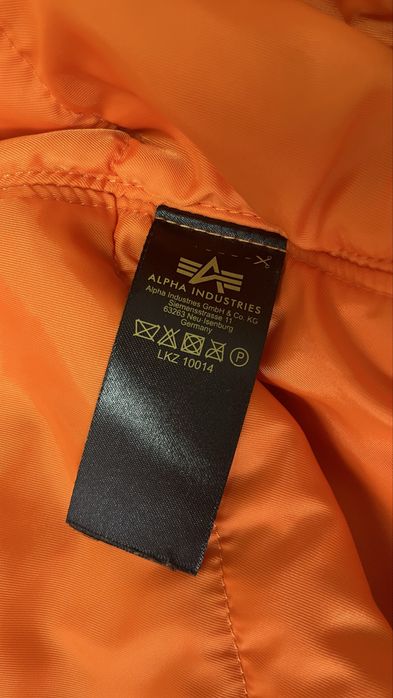 ALPHA INDUSTRIES
Alpha Industries GmbH & Co. KG
Siemensstrasse 11
63263 Neu-Isenburg
Germany
P
LKZ 10014